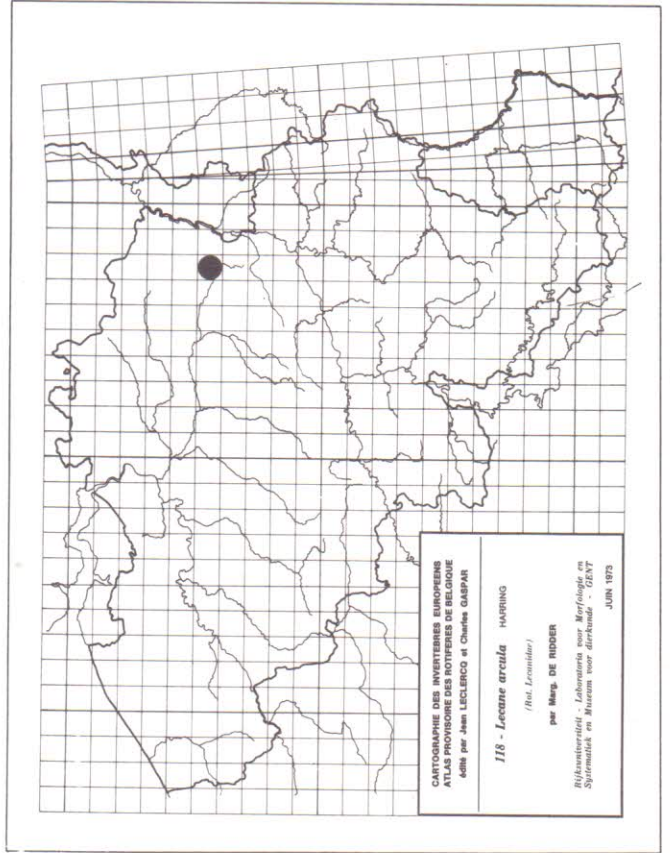 CARTOGRAPHIE DES INVERTEBRES EUROPEENS
ATLAS PROVISOIRE DES ROTIFERES DE BELGIQUE
édité par Jean LECLERCQ et Charles GASPAR
118 - Lecane arcula HARRING
(Rot. Lecanidae)
par Marg. DE RIDDER
Rijksuniversiteit - Laboratoria voor Morfologie en
Systematiek en Museum voor dierkunde - GENT
JUIN 1973